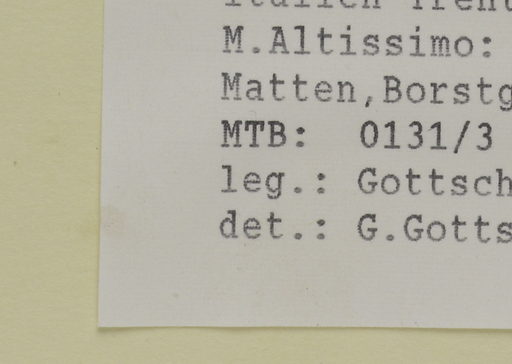 M.Altissimo:
Matten,Borstg
MTB: 0131/3
leg.: Gottsch
det.: G.Gotts